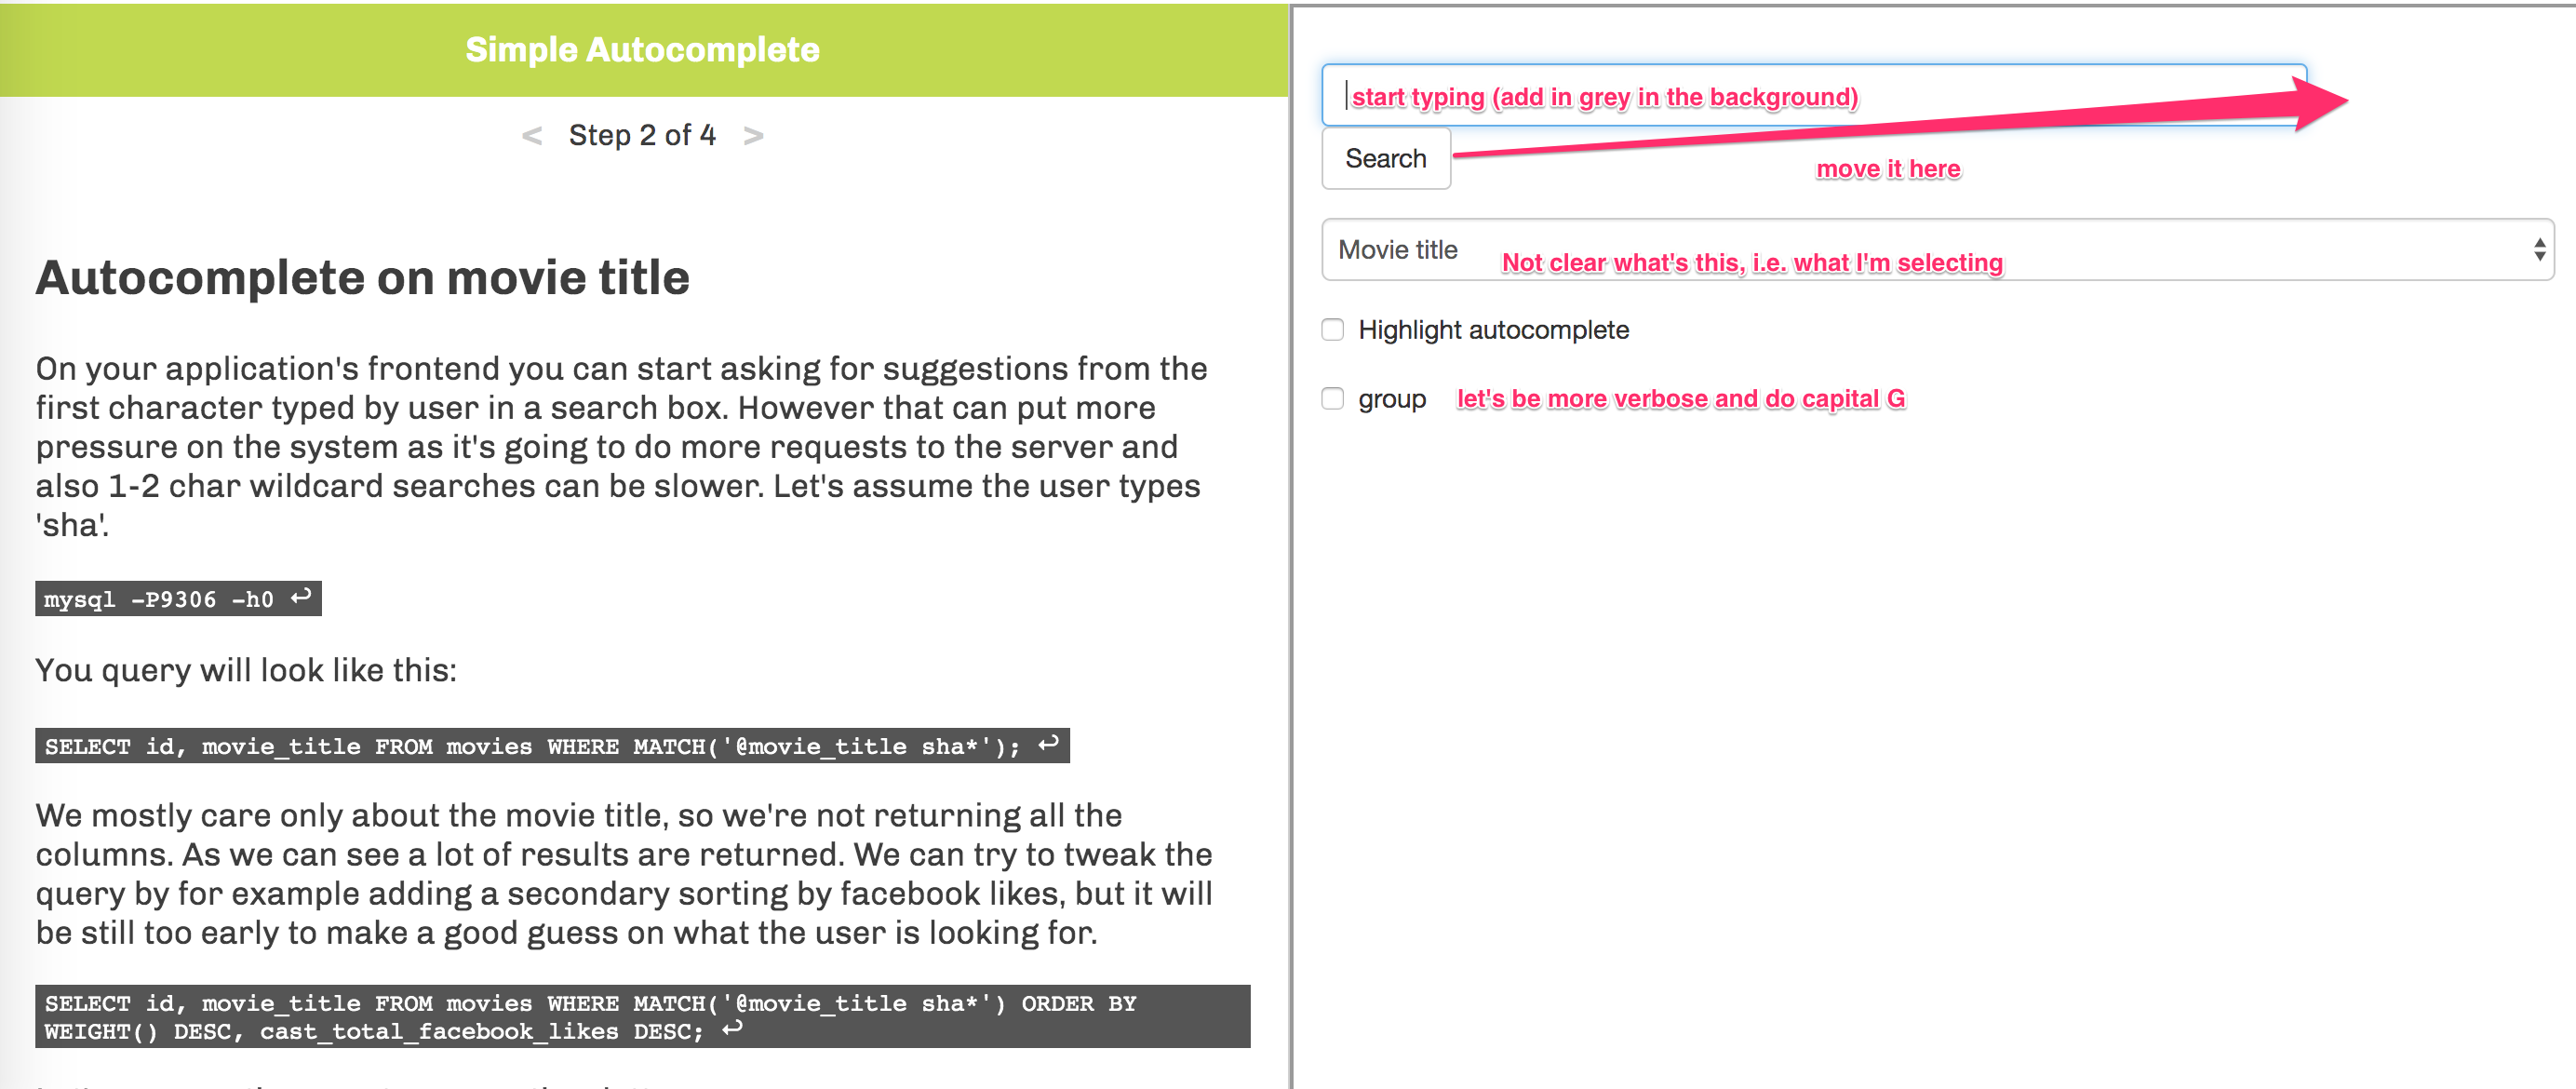 Simple Autocomplete
< Step 2 of 4 >
Autocomplete on movie title
On your application's frontend you can start asking for suggestions from the
first character typed by user in a search box. However that can put more
pressure on the system as it's going to do more requests to the server and
also 1-2 char wildcard searches can be slower. Let's assume the user types
'sha'.
mysql -P9306 -h0 ↩
You query will look like this:
SELECT id, movie_title FROM movies WHERE MATCH('@movie_title sha*'); ↩
We mostly care only about the movie title, so we're not returning all the
columns. As we can see a lot of results are returned. We can try to tweak the
query by for example adding a secondary sorting by facebook likes, but it will
be still too early to make a good guess on what the user is looking for.
SELECT id, movie_title FROM movies WHERE MATCH('@movie_title sha*') ORDER BY
WEIGHT() DESC, cast_total_facebook_likes DESC; ↩
start typing (add in grey in the background)
Search
move it here
Movie title
Not clear what's this, i.e. what I'm selecting
Highlight autocomplete
group
let's be more verbose and do capital G